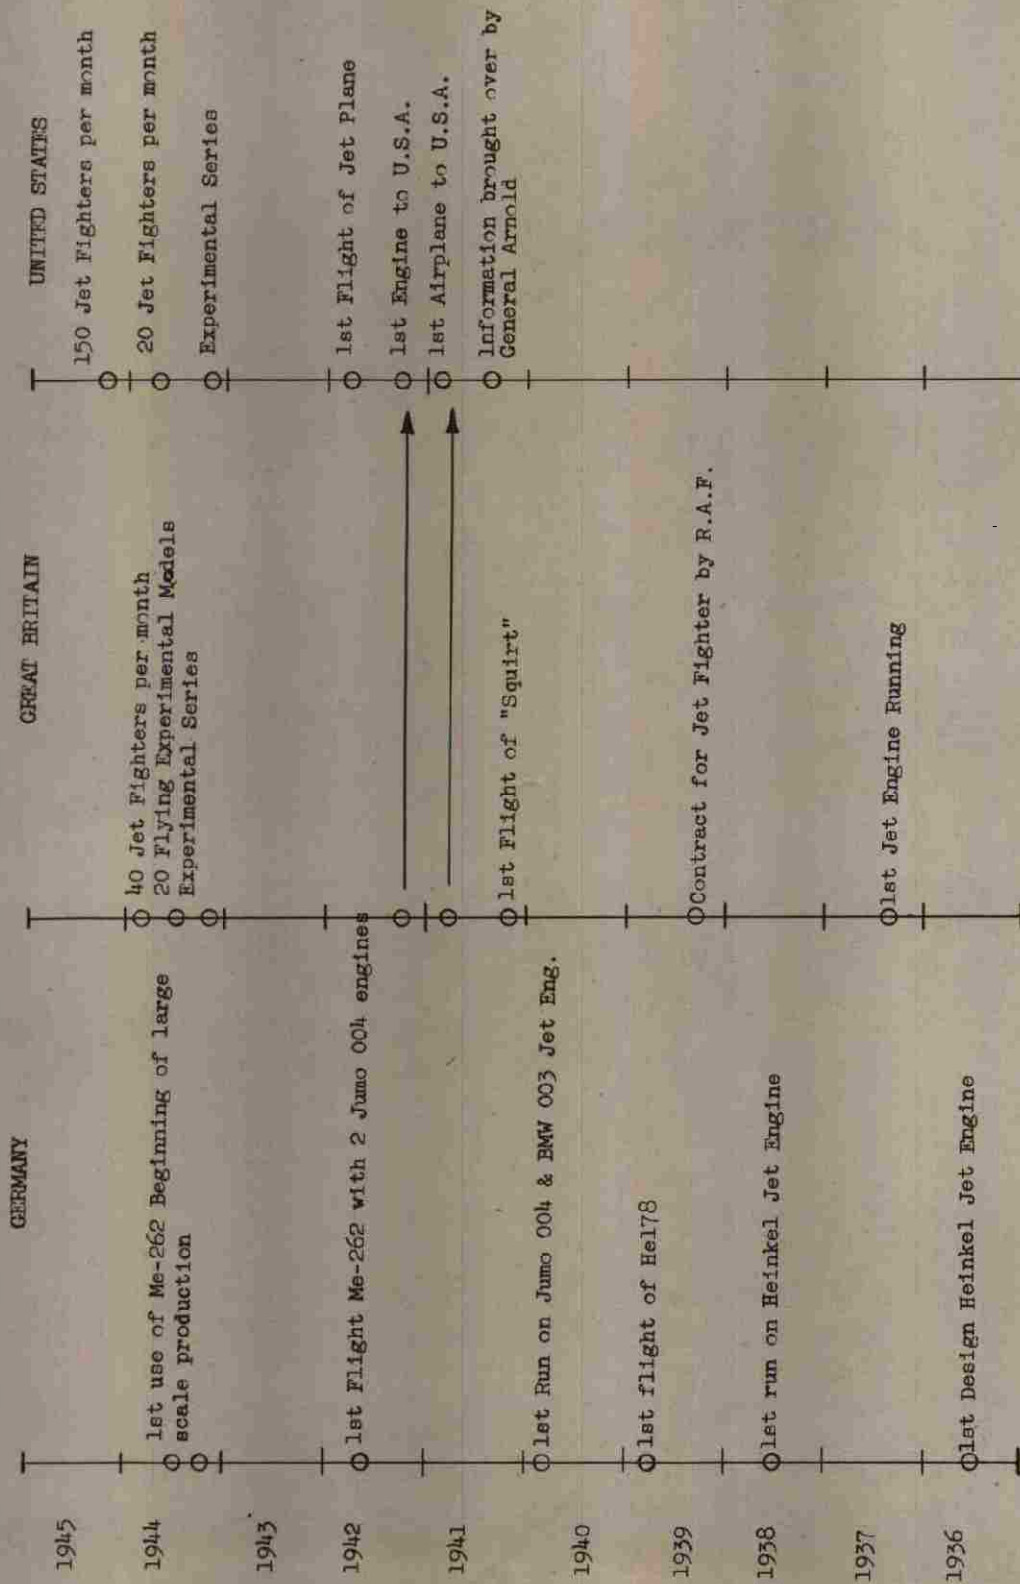 GERMANY
GREAT BRITAIN
UNITED STATES
1945
1944
1943
1942
1941
1940
1939
1938
1937
1936
1st use of Me-262 Beginning of large
scale production
1st Flight Me-262 with 2 Jumo 004 engines
1st Run on Jumo 004 & BMW 003 Jet Eng.
1st flight of He178
1st run on Heinkel Jet Engine
1st Design Heinkel Jet Engine
40 Jet Fighters per month
20 Flying Experimental Models
Experimental Series
1st Flight of "Squirt"
Contract for Jet Fighter by R.A.F.
1st Jet Engine Running
150 Jet Fighters per month
20 Jet Fighters per month
Experimental Series
1st Flight of Jet Plane
1st Engine to U.S.A.
1st Airplane to U.S.A.
Information brought over by
General Arnold